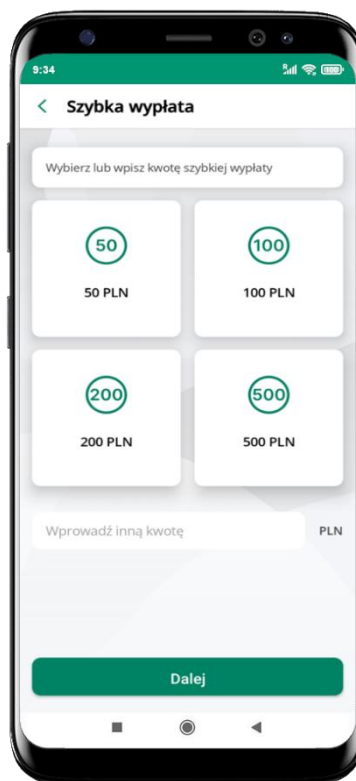 9:34
R
Szybka wypłata
Wybierz lub wpisz kwotę szybkiej wypłaty
50
100
50 PLN
100 PLN
200
500
200 PLN
500 PLN
Wprowadź inną kwotę
PLN
Dalej